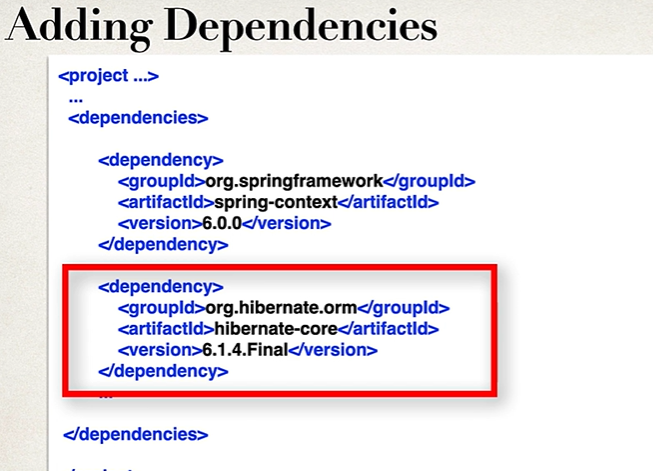 Adding Dependencies
<project ...>
...
<dependencies>
<dependency>
<groupId>org.springframework</groupId>
<artifactId>spring-context</artifactId>
<version>6.0.0</version>
</dependency>
<dependency>
<groupId>org.hibernate.orm</groupId>
<artifactId>hibernate-core</artifactId>
<version>6.1.4.Final</version>
</dependency>
...
</dependencies>